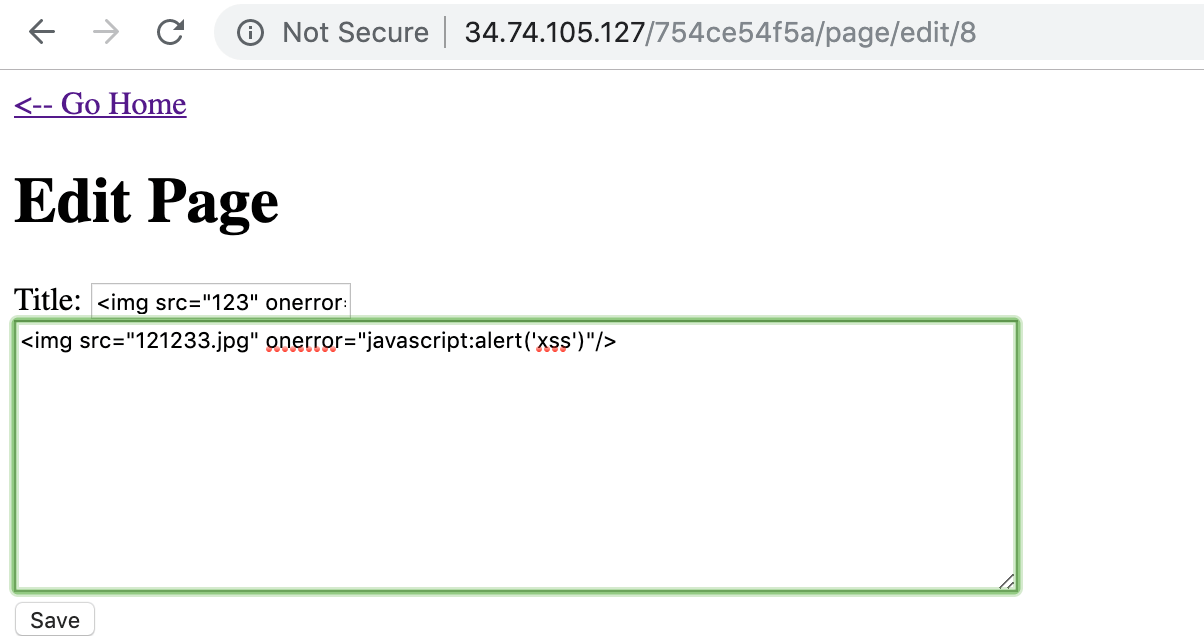 Not Secure | 34.74.105.127/754ce54f5a/page/edit/8
<-- Go Home
Edit Page
Title: <img src="123" onerror=
<img src="121233.jpg" onerror="javascript:alert('xss')"/>
Save